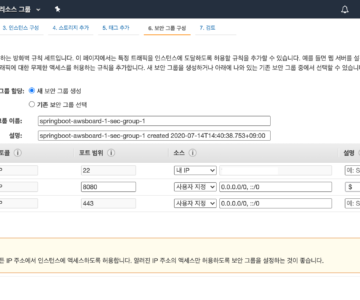 리소스 그룹
3. 인스턴스 구성 4. 스토리지 추가 5. 태그 추가 6. 보안 그룹 구성 7. 검토
하는 방화벽 규칙 세트입니다. 이 페이지에서는 특정 트래픽을 인스턴스에 도달하도록 허용할 규칙을 추가할 수 있습니다. 예를 들면 웹 서버를 설
래픽에 대한 무제한 액세스를 허용하는 규칙을 추가합니다. 새 보안 그룹을 생성하거나 아래에 나와 있는 기존 보안 그룹 중에서 선택할 수 있습니다
그룹 할당: 새 보안 그룹 생성
기존 보안 그룹 선택
그룹 이름: springboot-awsboard-1-sec-group-1
설명: springboot-awsboard-1-sec-group-1 created 2020-07-14T14:40:38.753+09:00
토콜 포트 범위 소스 설명
P 22 내 IP 예: S
P 8080 사용자 지정 0.0.0.0/0, ::/0 S
P 443 사용자 지정 0.0.0.0/0, ::/0 예: S
든 IP 주소에서 인스턴스에 액세스하도록 허용합니다. 알려진 IP 주소의 액세스만 허용하도록 보안 그룹을 설정하는 것이 좋습니다.